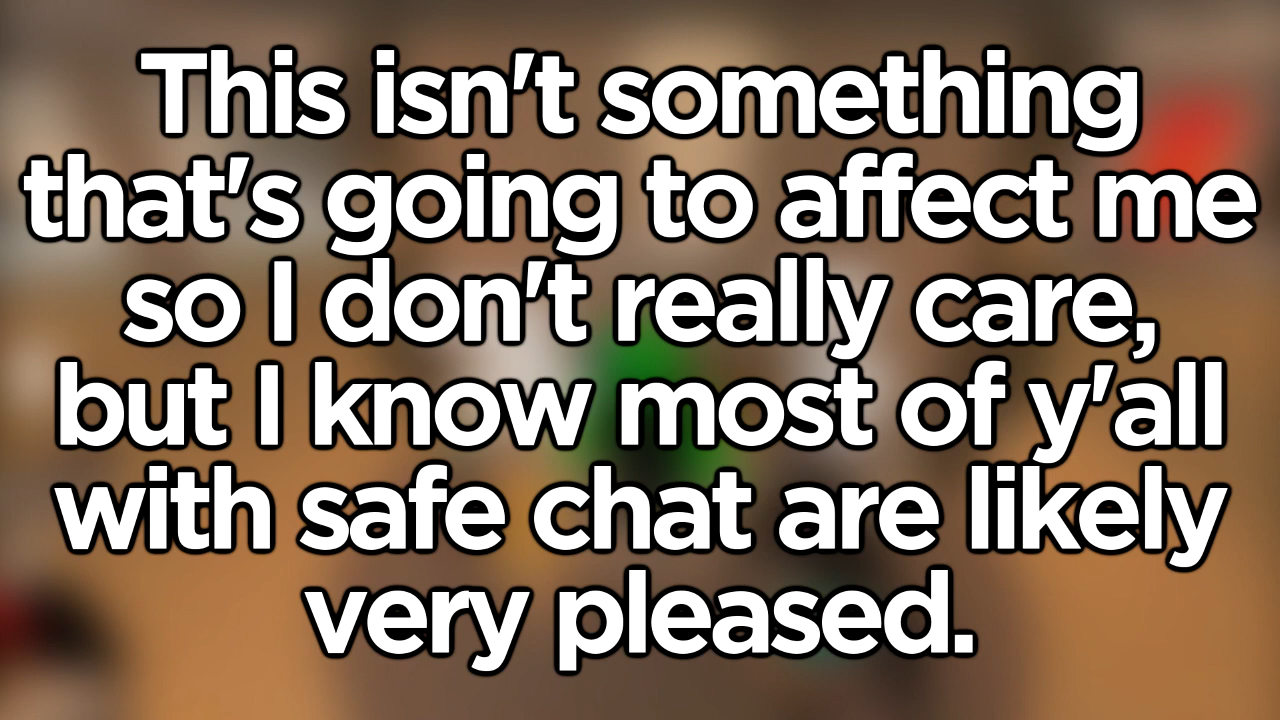 This isn't something
that's going to affect me
so I don't really care,
but I know most of y'all
with safe chat are likely
very pleased.